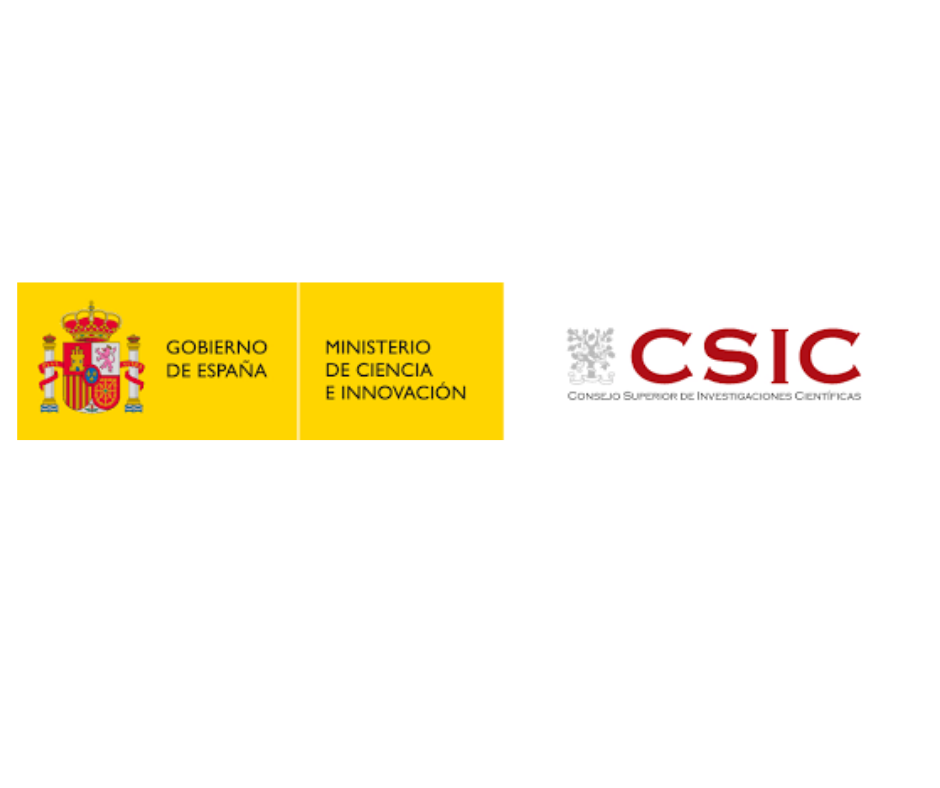 GOBIERNO
DE ESPAÑA
MINISTERIO
DE CIENCIA
E INNOVACIÓN
CSIC
CONSEJO SUPERIOR DE INVESTIGACIONES CIENTÍFICAS